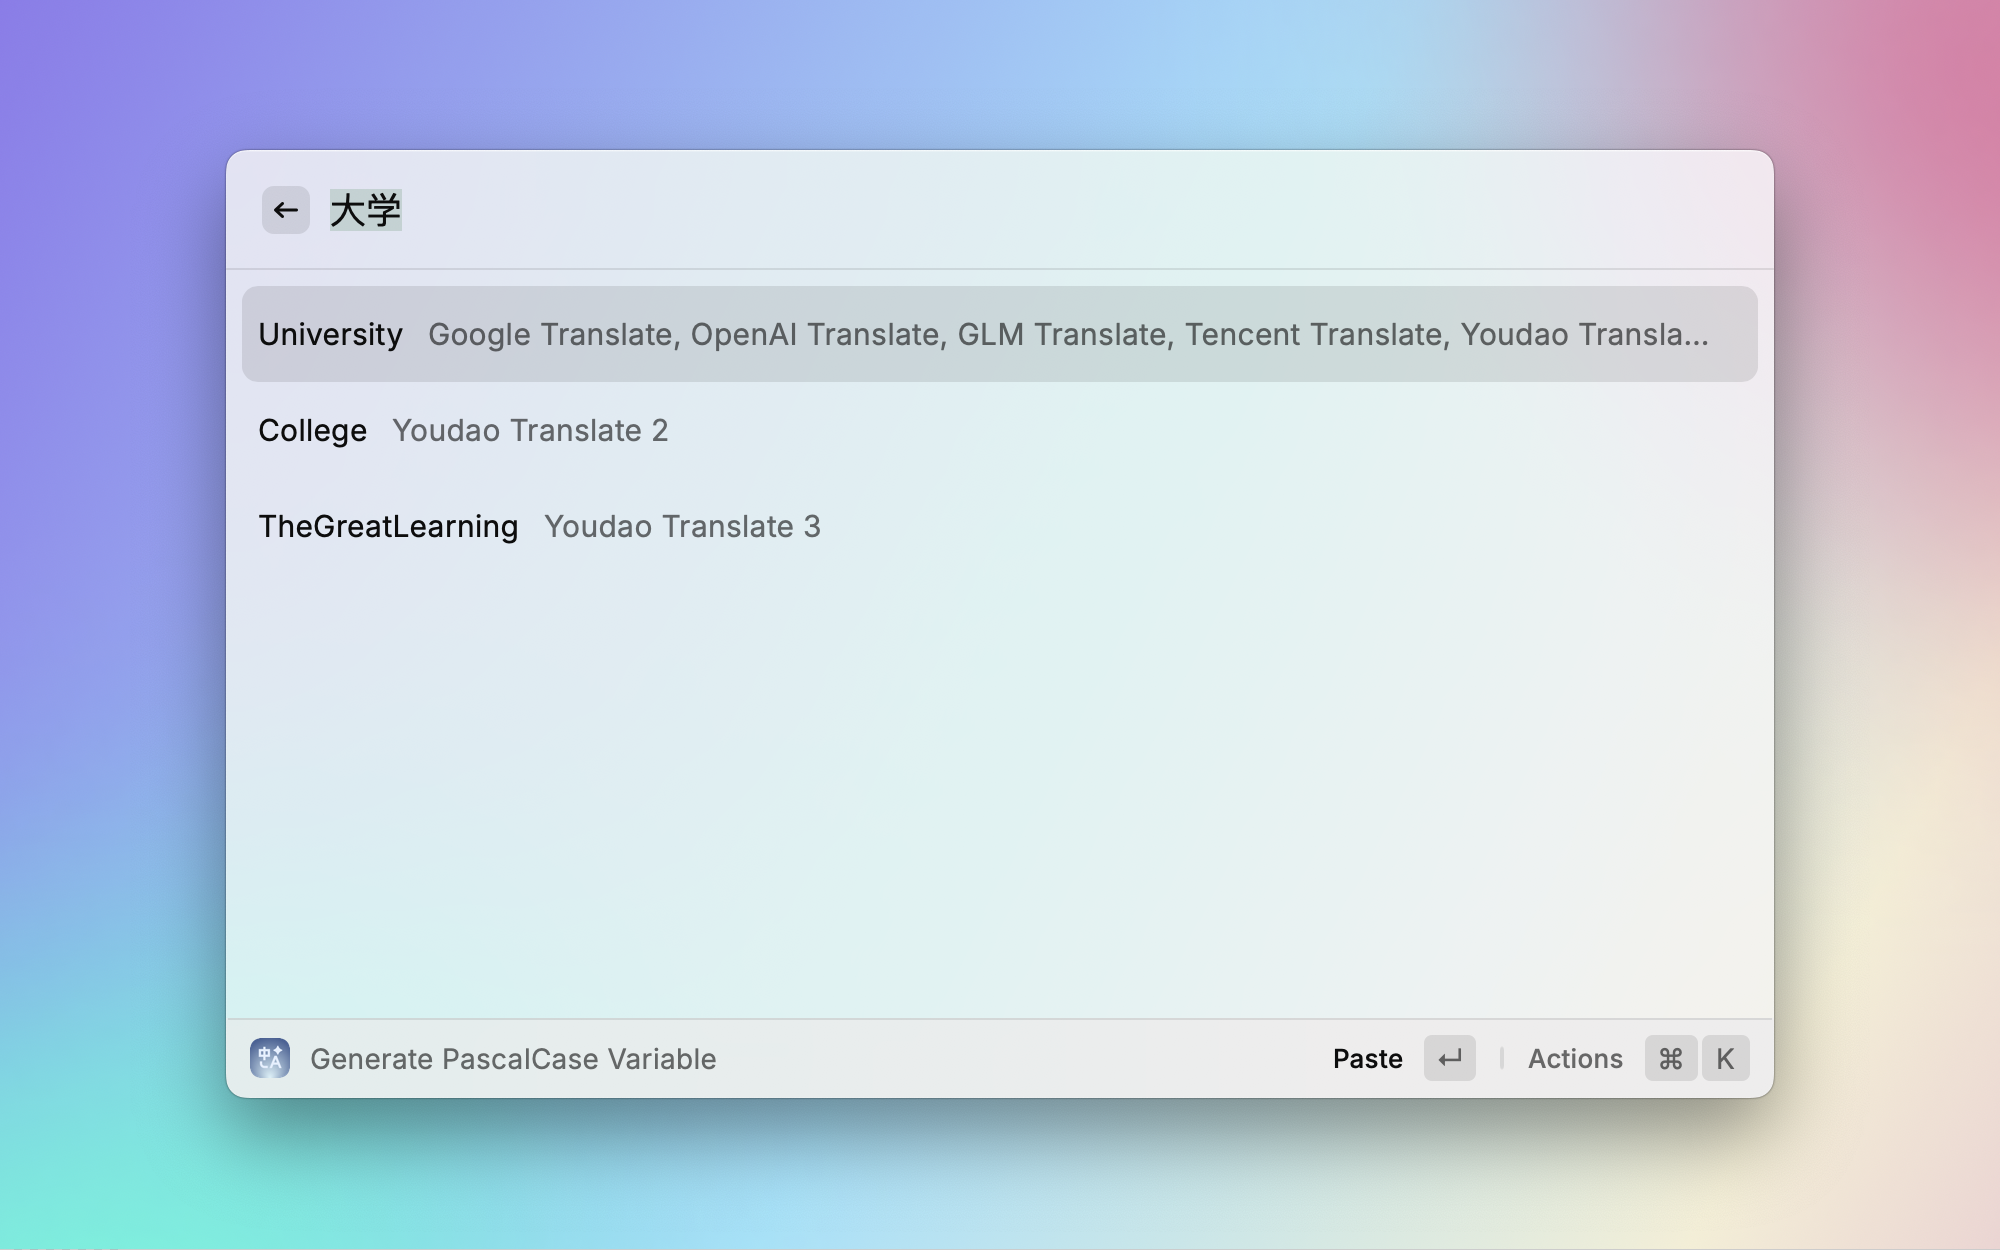 大学
University Google Translate, OpenAI Translate, GLM Translate, Tencent Translate, Youdao Transla...
College Youdao Translate 2
TheGreatLearning Youdao Translate 3
Generate PascalCase Variable Paste ↵ Actions ⌘ K